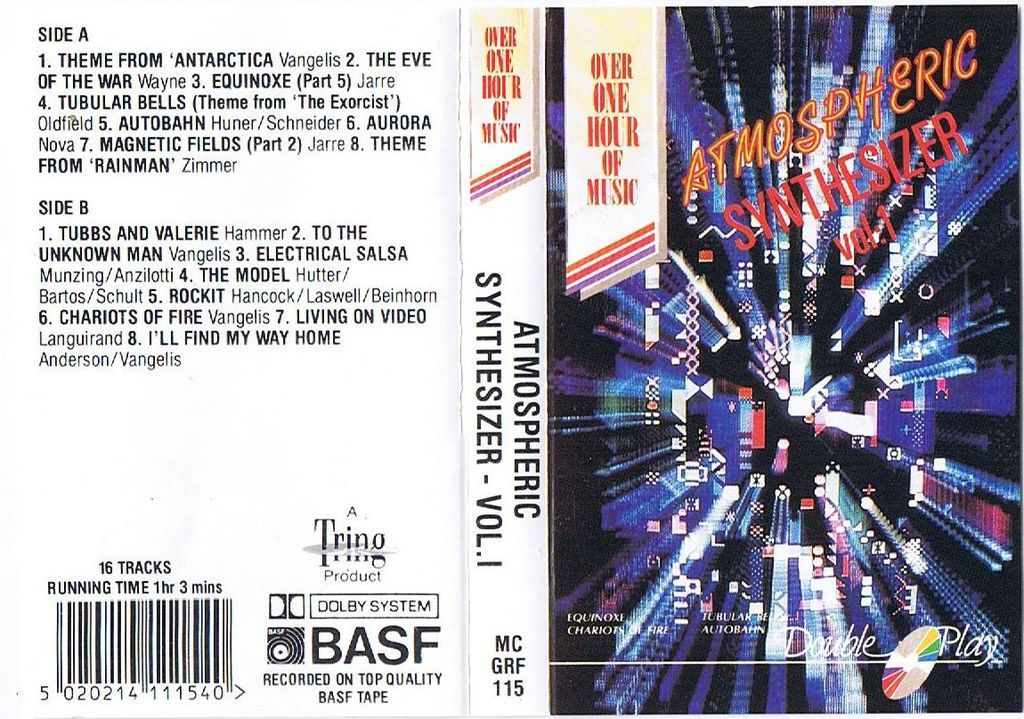 SIDE A
1. THEME FROM 'ANTARCTICA Vangelis 2. THE EVE
OF THE WAR Wayne 3. EQUINOXE (Part 5) Jarre
4. TUBULAR BELLS (Theme from 'The Exorcist')
Oldfield 5. AUTOBAHN Huner/Schneider 6. AURORA
Nova 7. MAGNETIC FIELDS (Part 2) Jarre 8. THEME
FROM 'RAINMAN' Zimmer
SIDE B
1. TUBBS AND VALERIE Hammer 2. TO THE
UNKNOWN MAN Vangelis 3. ELECTRICAL SALSA
Munzing/Anzilotti 4. THE MODEL Hutter/
Bartos/Schult 5. ROCKIT Hancock/Laswell/Beinhorn
6. CHARIOTS OF FIRE Vangelis 7. LIVING ON VIDEO
Languirand 8. I'LL FIND MY WAY HOME
Anderson/Vangelis
A
Tring
Product
16 TRACKS
RUNNING TIME 1hr 3 mins
5 020214 111540 >
DOLBY SYSTEM
BASF
BASF
RECORDED ON TOP QUALITY
BASF TAPE
OVER
ONE
HOUR
OF
MUSIC
ATMOSPHERIC
SYNTHESIZER - VOL.I
MC
GRF
115
OVER
ONE
HOUR
OF
MUSIC
ATMOSPHERIC
SYNTHESIZER
vol.1
EQUINOXE
CHARIOTS OF FIRE
TUBULAR BELLS
AUTOBAHN
Double Play